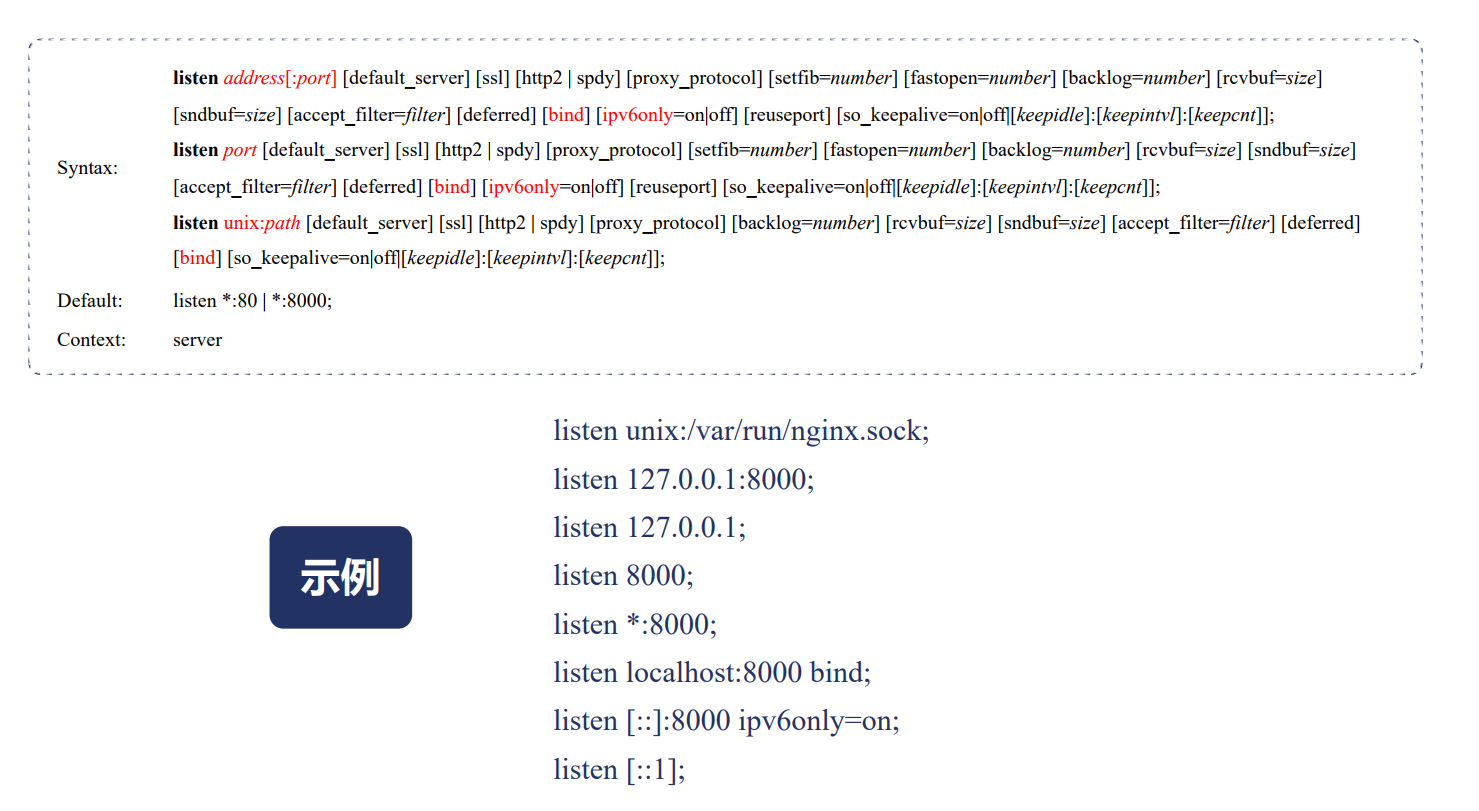 listen address[:port] [default_server] [ssl] [http2 | spdy] [proxy_protocol] [setfib=number] [fastopen=number] [backlog=number] [rcvbuf=size]
[sndbuf=size] [accept_filter=filter] [deferred] [bind] [ipv6only=on|off] [reuseport] [so_keepalive=on|off|[keepidle]:[keepintvl]:[keepcnt]];
Syntax:
listen port [default_server] [ssl] [http2 | spdy] [proxy_protocol] [setfib=number] [fastopen=number] [backlog=number] [rcvbuf=size] [sndbuf=size]
[accept_filter=filter] [deferred] [bind] [ipv6only=on|off] [reuseport] [so_keepalive=on|off|[keepidle]:[keepintvl]:[keepcnt]];
listen unix:path [default_server] [ssl] [http2 | spdy] [proxy_protocol] [backlog=number] [rcvbuf=size] [sndbuf=size] [accept_filter=filter] [deferred]
[bind] [so_keepalive=on|off|[keepidle]:[keepintvl]:[keepcnt]];
Default: listen *:80 | *:8000;
Context: server
示例
listen unix:/var/run/nginx.sock;
listen 127.0.0.1:8000;
listen 127.0.0.1;
listen 8000;
listen *:8000;
listen localhost:8000 bind;
listen [::]:8000 ipv6only=on;
listen [::1];